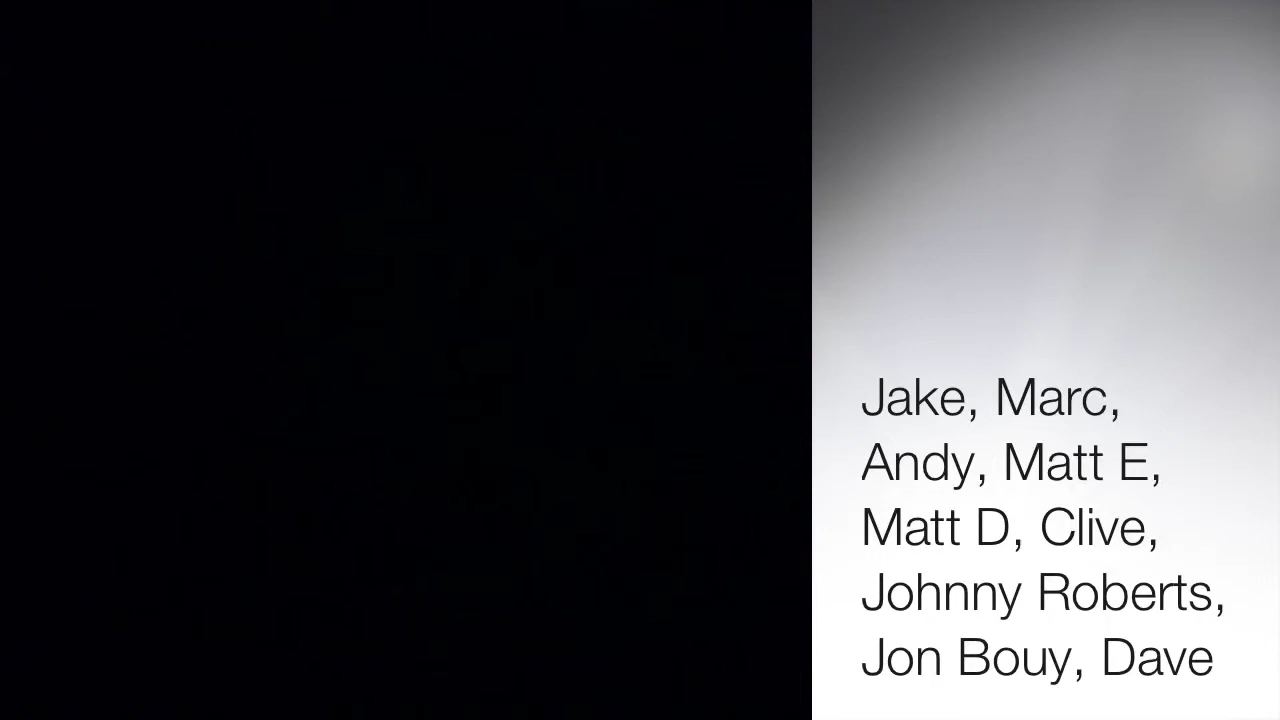 Jake, Marc,
Andy, Matt E,
Matt D, Clive,
Johnny Roberts,
Jon Bouy, Dave